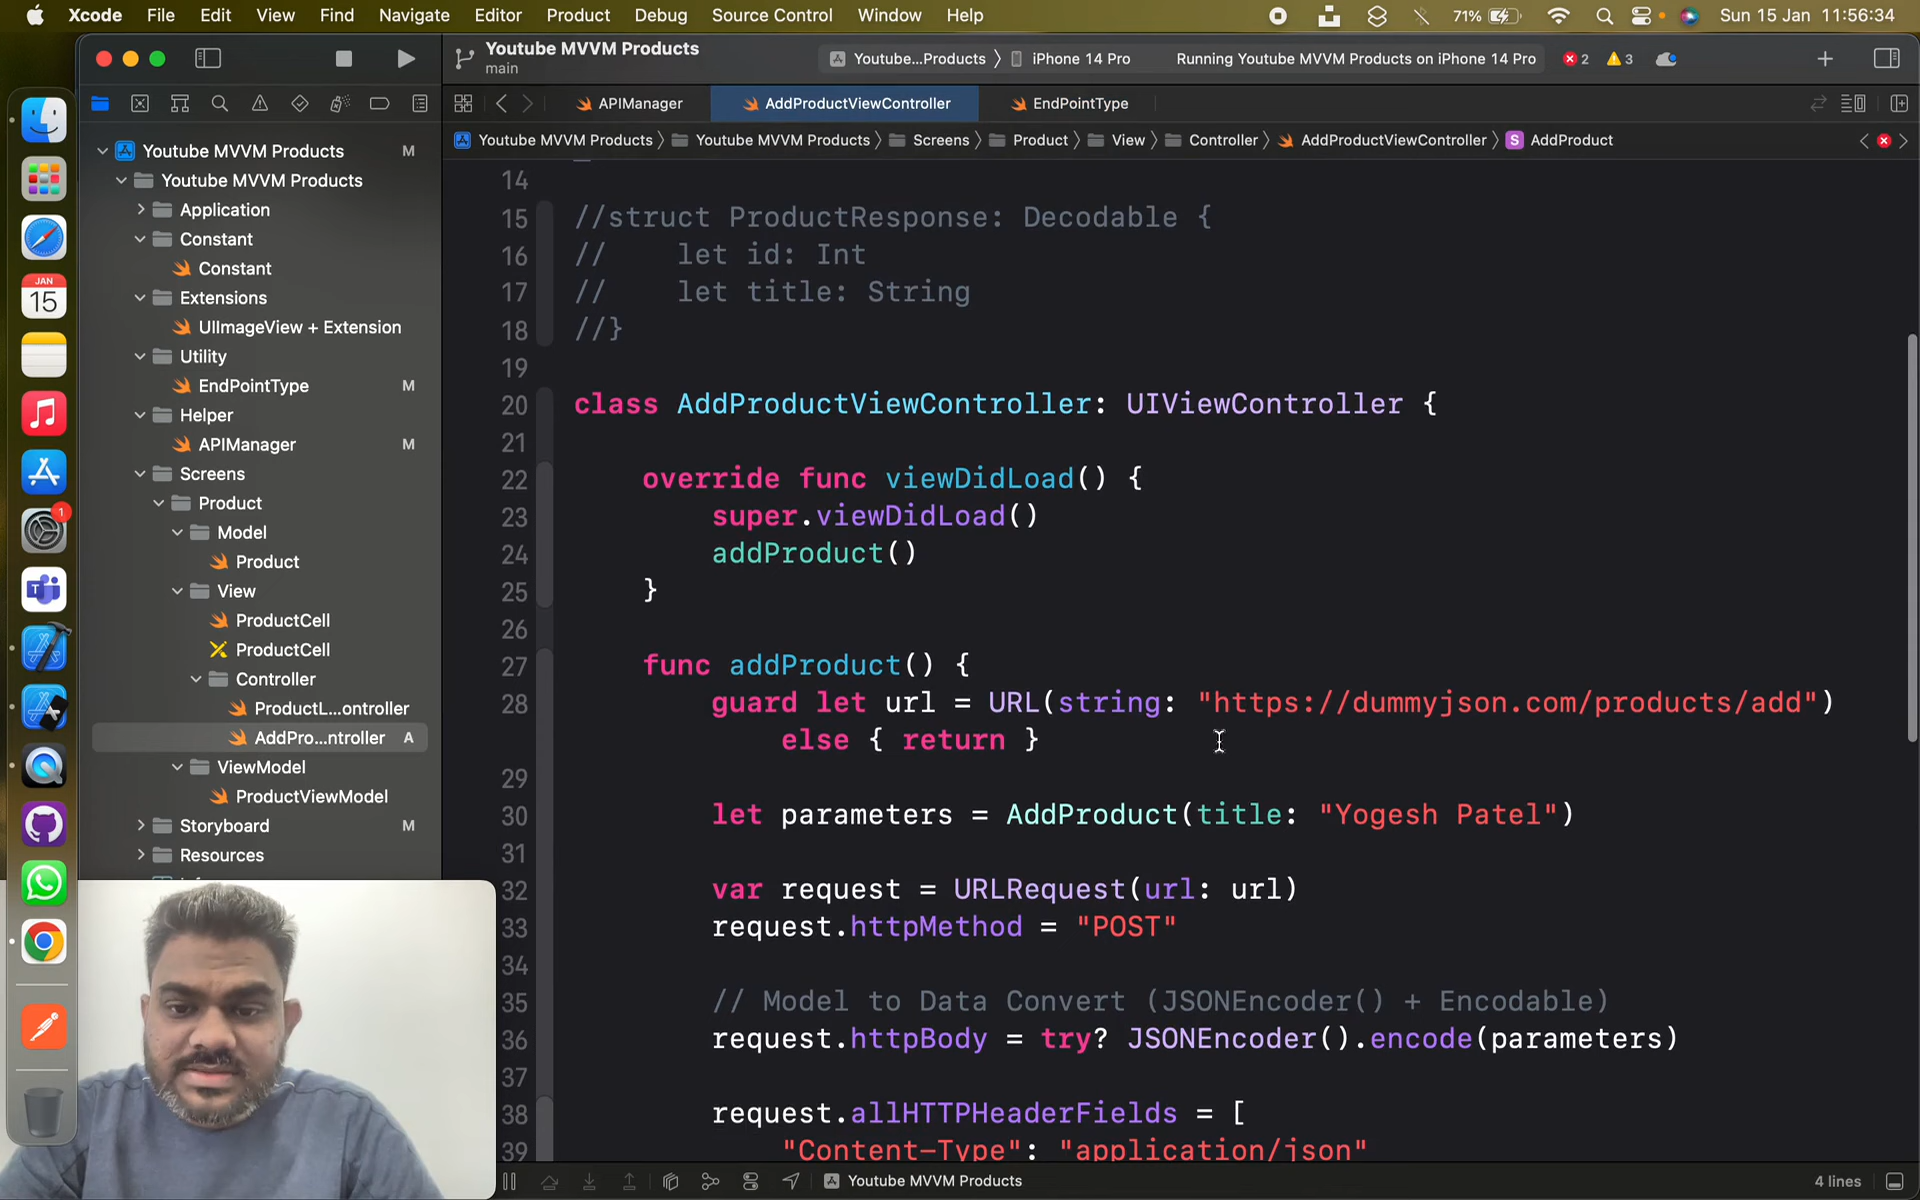 Xcode File Edit View Find Navigate Editor Product Debug Source Control Window Help 71% Sun 15 Jan 11:56:34
Youtube MVVM Products
main
Youtube...Products 〉 iPhone 14 Pro Running Youtube MVVM Products on iPhone 14 Pro 2 3
APIManager AddProductViewController EndPointType
Youtube MVVM Products 〉 Youtube MVVM Products 〉 Screens 〉 Product 〉 View 〉 Controller 〉 AddProductViewController 〉 S AddProduct
JAN
15
1
Youtube MVVM Products M
Youtube MVVM Products
Application
Constant
Constant
Extensions
UIImageView + Extension
Utility
EndPointType M
Helper
APIManager M
Screens
Product
Model
Product
View
ProductCell
ProductCell
Controller
ProductL...ontroller
AddPro...ntroller A
ViewModel
ProductViewModel
Storyboard M
Resources
14
15 //struct ProductResponse: Decodable {
16 //    let id: Int
17 //    let title: String
18 //}
19
20 class AddProductViewController: UIViewController {
21
22     override func viewDidLoad() {
23         super.viewDidLoad()
24         addProduct()
25     }
26
27     func addProduct() {
28         guard let url = URL(string: "https://dummyjson.com/products/add")
             else { return }
29
30         let parameters = AddProduct(title: "Yogesh Patel")
31
32         var request = URLRequest(url: url)
33         request.httpMethod = "POST"
34
35         // Model to Data Convert (JSONEncoder() + Encodable)
36         request.httpBody = try? JSONEncoder().encode(parameters)
37
38         request.allHTTPHeaderFields = [
39             "Content-Type": "application/json"
Youtube MVVM Products 4 lines